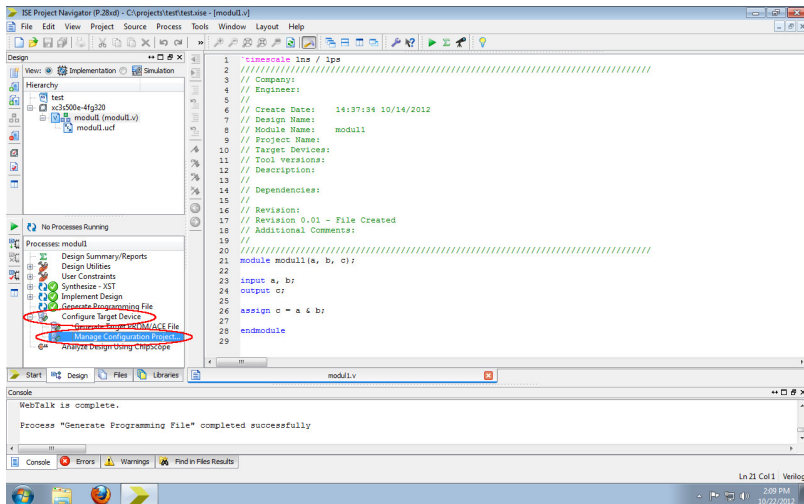 ISE Project Navigator (P.28xd) - C:\projects\test\test.xise - [modul1.v]
File Edit View Project Source Process Tools Window Layout Help
Design
View: Implementation Simulation
Hierarchy
test
xc3s500e-4fg320
modul1 (modul1.v)
modul1.ucf
No Processes Running
Processes: modul1
Design Summary/Reports
Design Utilities
User Constraints
Synthesize - XST
Implement Design
Generate Programming File
Configure Target Device
Generate Target PROM/ACE File
Manage Configuration Project...
Analyze Design Using ChipScope
Start Design Files Libraries
1 `timescale 1ns / 1ps
2 //////////////////////////////////////////////////////////////////////////////////
3 // Company:
4 // Engineer:
5 //
6 // Create Date: 14:37:34 10/14/2012
7 // Design Name:
8 // Module Name: modul1
9 // Project Name:
10 // Target Devices:
11 // Tool versions:
12 // Description:
13 //
14 // Dependencies:
15 //
16 // Revision:
17 // Revision 0.01 - File Created
18 // Additional Comments:
19 //
20 //////////////////////////////////////////////////////////////////////////////////
21 module modul1(a, b, c);
22
23 input a, b;
24 output c;
25
26 assign c = a & b;
27
28 endmodule
29
modul1.v
Console
WebTalk is complete.
Process "Generate Programming File" completed successfully
Console Errors Warnings Find in Files Results
Ln 21 Col 1 Verilog
2:09 PM
10/22/2012